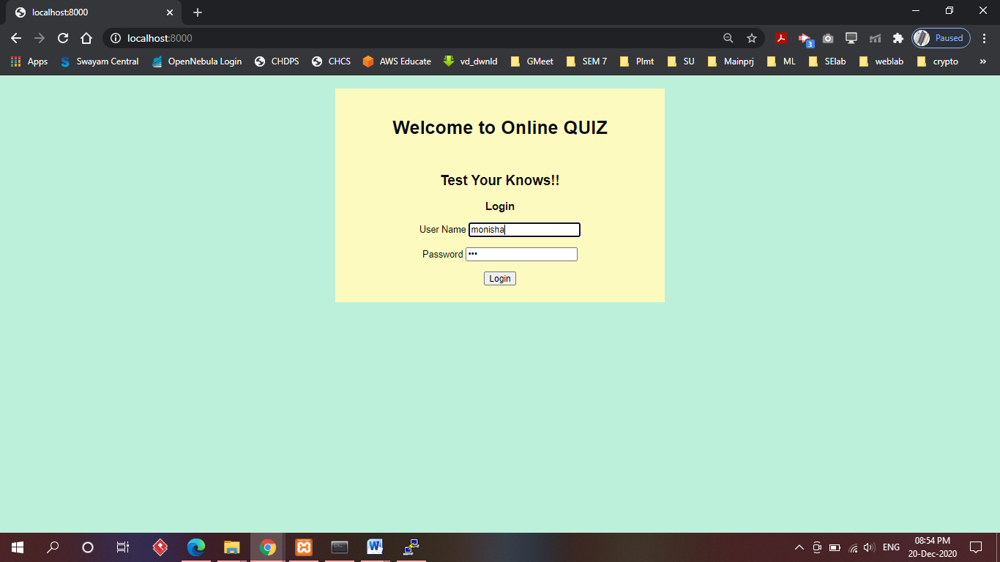 localhost:8000
localhost:8000
3
Paused
Apps Swayam Central OpenNebula Login CHDPS CHCS AWS Educate vd_dwnld GMeet SEM 7 Plmt SU Mainprj ML SElab weblab crypto »
Welcome to Online QUIZ
Test Your Knows!!
Login
User Name monisha
Password •••
Login
ENG
08:54 PM
20-Dec-2020